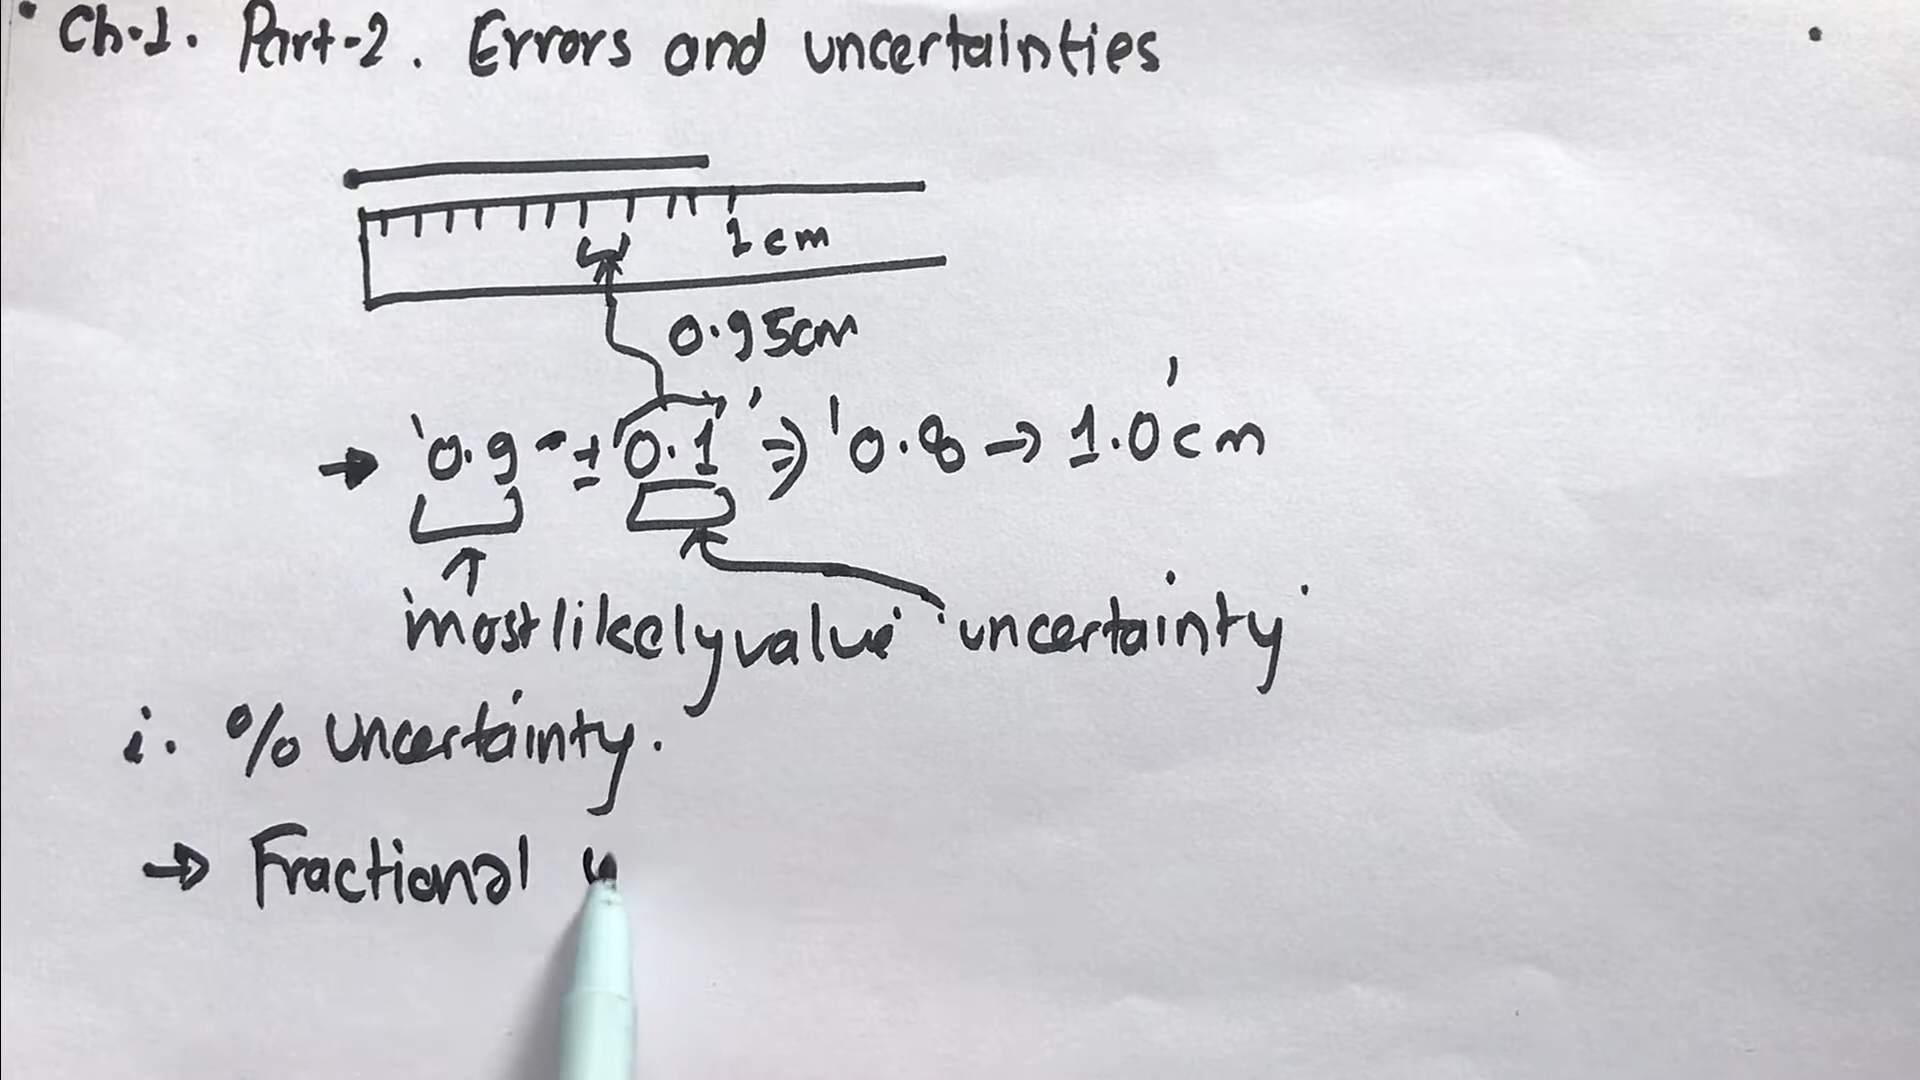 Ch.1. Part-2. Errors and uncertainties
1cm
0.95cm
→ '0.9 ± '0.1' ⇒ '0.8 → 1.0cm'
most likely value uncertainty
i. % uncertainty.
→ Fractional u